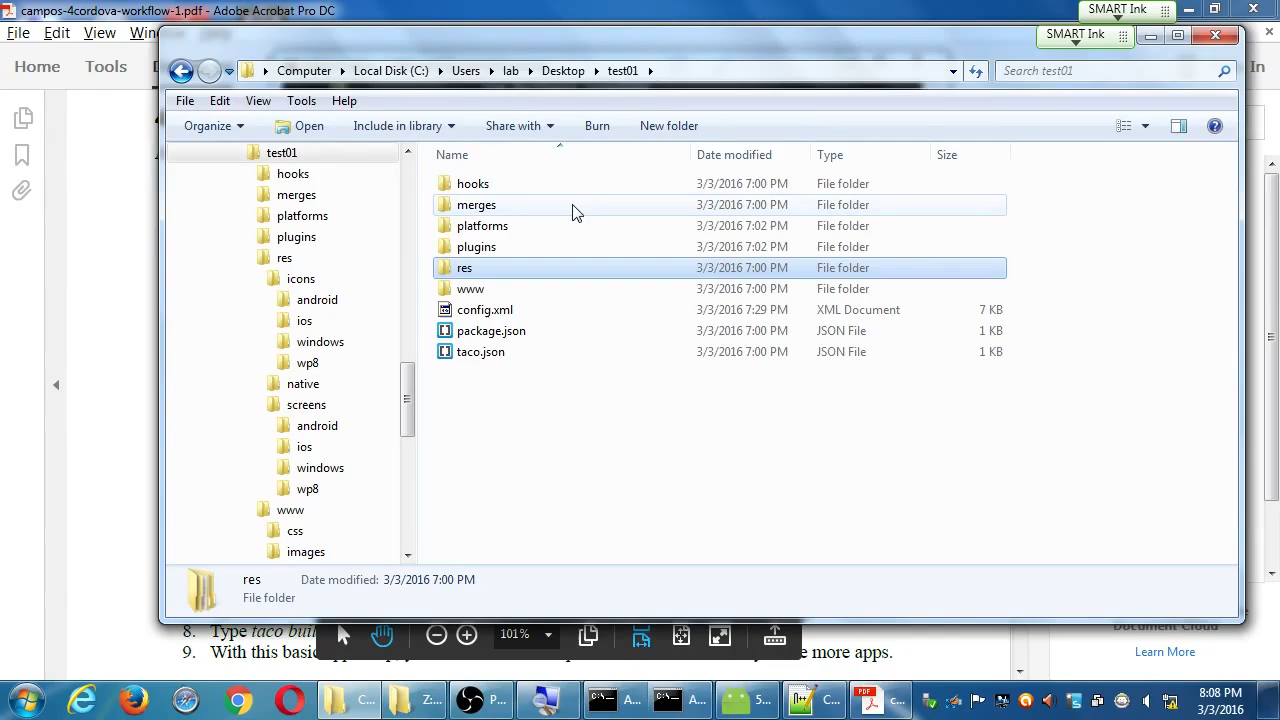 campos-4cordova-workflow-1.pdf - Adobe Acrobat Pro DC
SMART Ink
File Edit View
SMART Ink
Home Tools
Computer Local Disk (C:) Users lab Desktop test01
Search test01
File Edit View Tools Help
Organize Open Include in library Share with Burn New folder
test01
hooks
merges
platforms
plugins
res
icons
android
ios
windows
wp8
native
screens
android
ios
windows
wp8
www
css
images
Name Date modified Type Size
hooks 3/3/2016 7:00 PM File folder
merges 3/3/2016 7:00 PM File folder
platforms 3/3/2016 7:02 PM File folder
plugins 3/3/2016 7:02 PM File folder
res 3/3/2016 7:00 PM File folder
www 3/3/2016 7:00 PM File folder
config.xml 3/3/2016 7:29 PM XML Document 7 KB
package.json 3/3/2016 7:00 PM JSON File 1 KB
taco.json 3/3/2016 7:00 PM JSON File 1 KB
res Date modified: 3/3/2016 7:00 PM
File folder
8. Type taco
101%
9. With this basic more apps.
Document Cloud
Learn More
C... Z... P... A... A... 5... C... c...
8:08 PM
3/3/2016